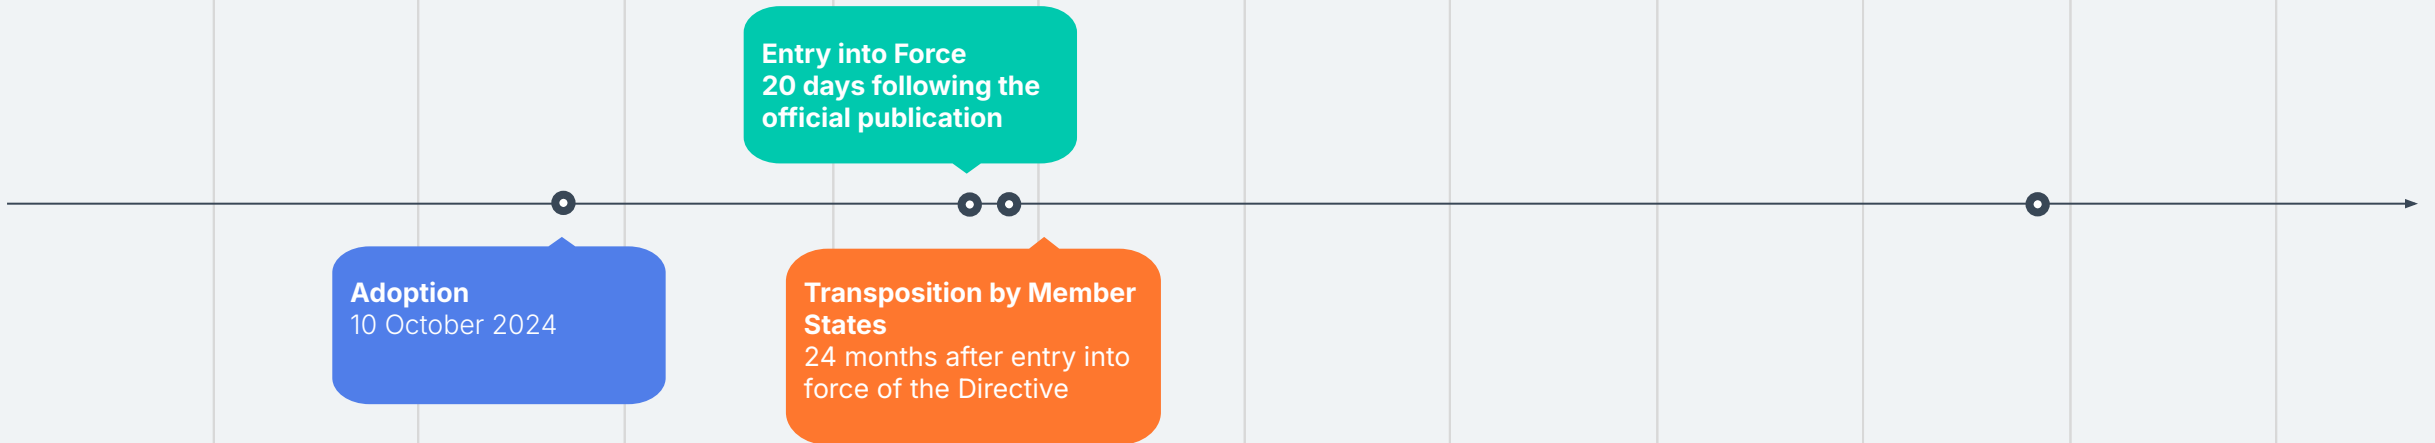 Entry into Force
20 days following the
official publication
Adoption
10 October 2024
Transposition by Member
States
24 months after entry into
force of the Directive